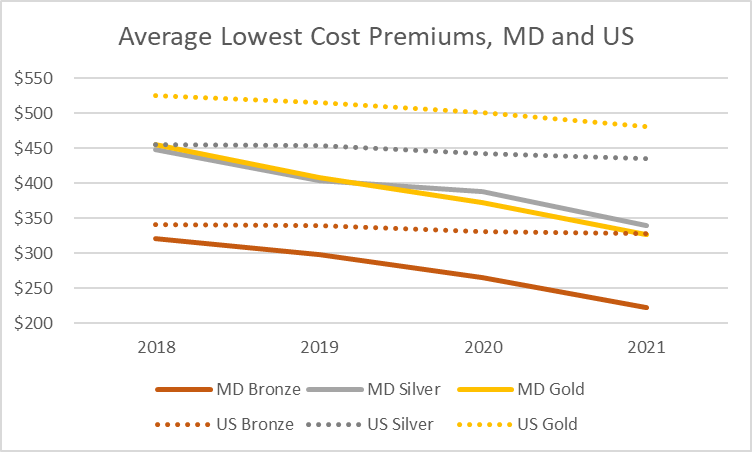 Average Lowest Cost Premiums, MD and US
$550
$500
$450
$400
$350
$300
$250
$200
2018 2019 2020 2021
MD Bronze MD Silver MD Gold
US Bronze US Silver US Gold